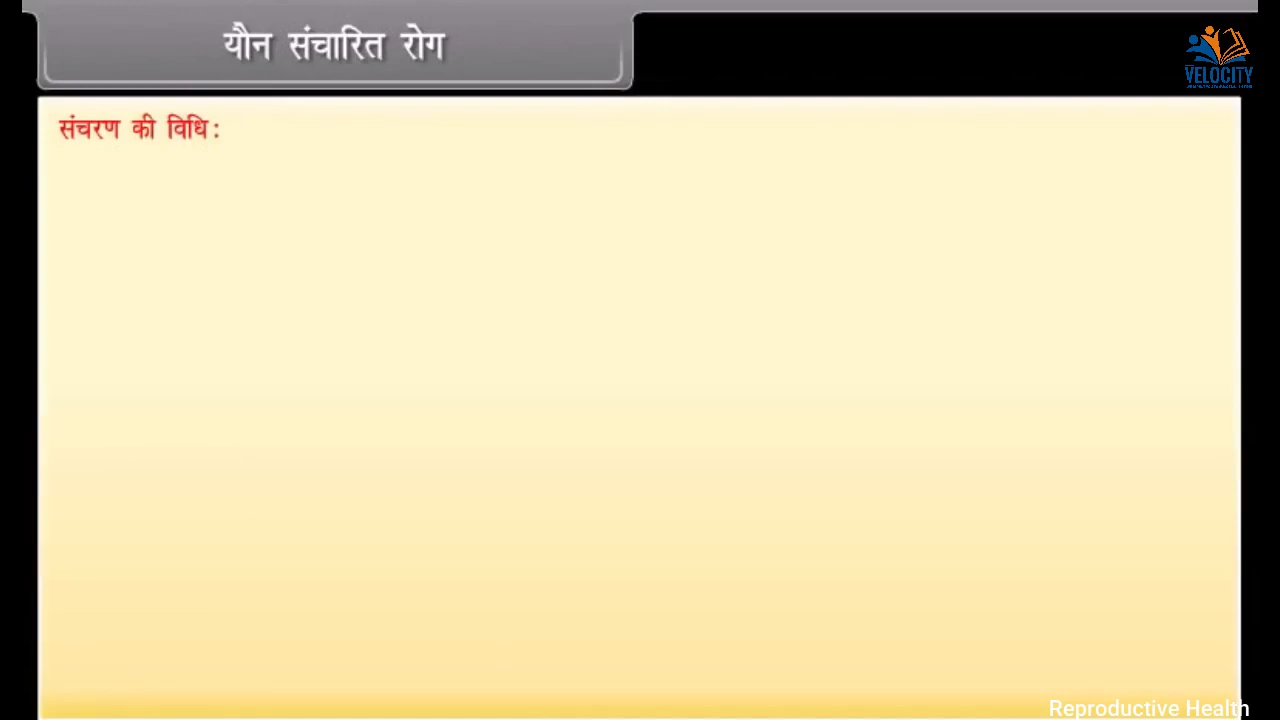 यौन संचारित रोग
VELOCITY
संचरण की विधि:
Reproductive Health